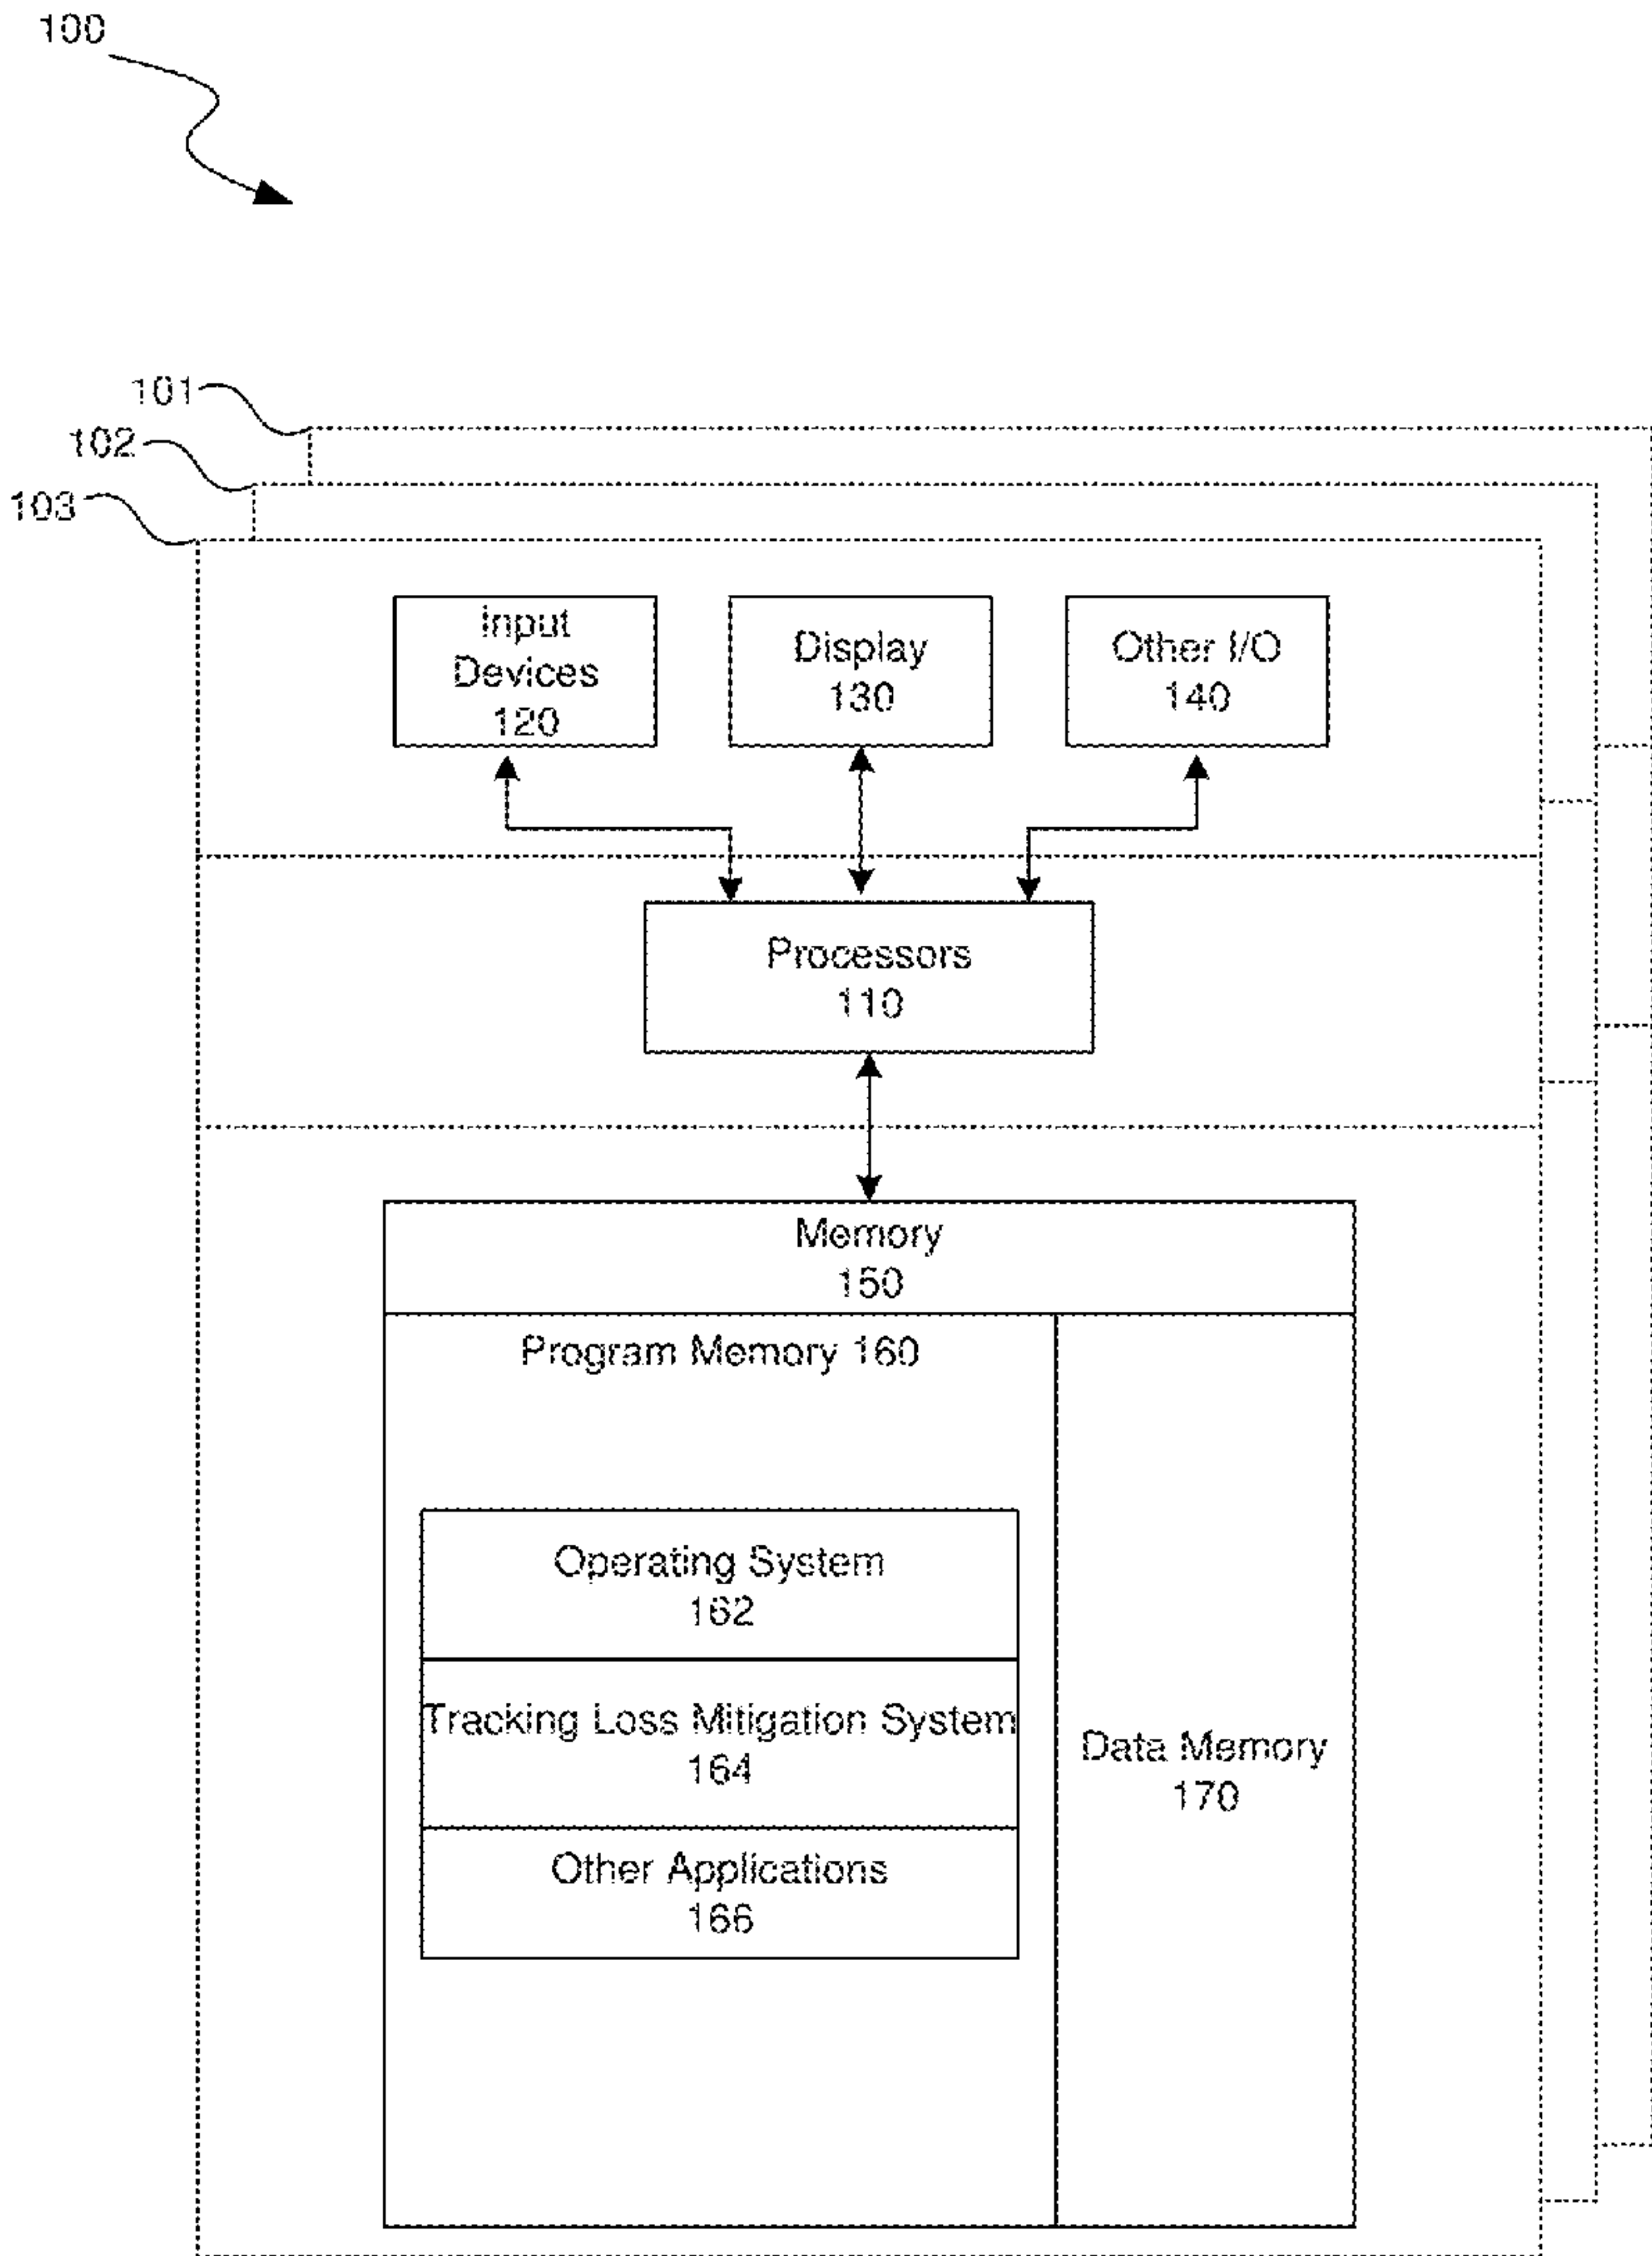 100
101
102
103
Input
Devices
120
Display
130
Other I/O
140
Processors
110
Memory
150
Program Memory 160
Operating System
162
Tracking Loss Mitigation System
164
Other Applications
166
Data Memory
170